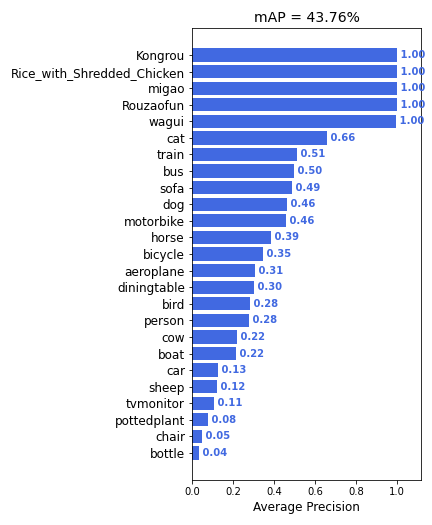 mAP = 43.76%
Kongrou 1.00
Rice_with_Shredded_Chicken 1.00
migao 1.00
Rouzaofun 1.00
wagui 1.00
cat 0.66
train 0.51
bus 0.50
sofa 0.49
dog 0.46
motorbike 0.46
horse 0.39
bicycle 0.35
aeroplane 0.31
diningtable 0.30
bird 0.28
person 0.28
cow 0.22
boat 0.22
car 0.13
sheep 0.12
tvmonitor 0.11
pottedplant 0.08
chair 0.05
bottle 0.04
0.0 0.2 0.4 0.6 0.8 1.0
Average Precision